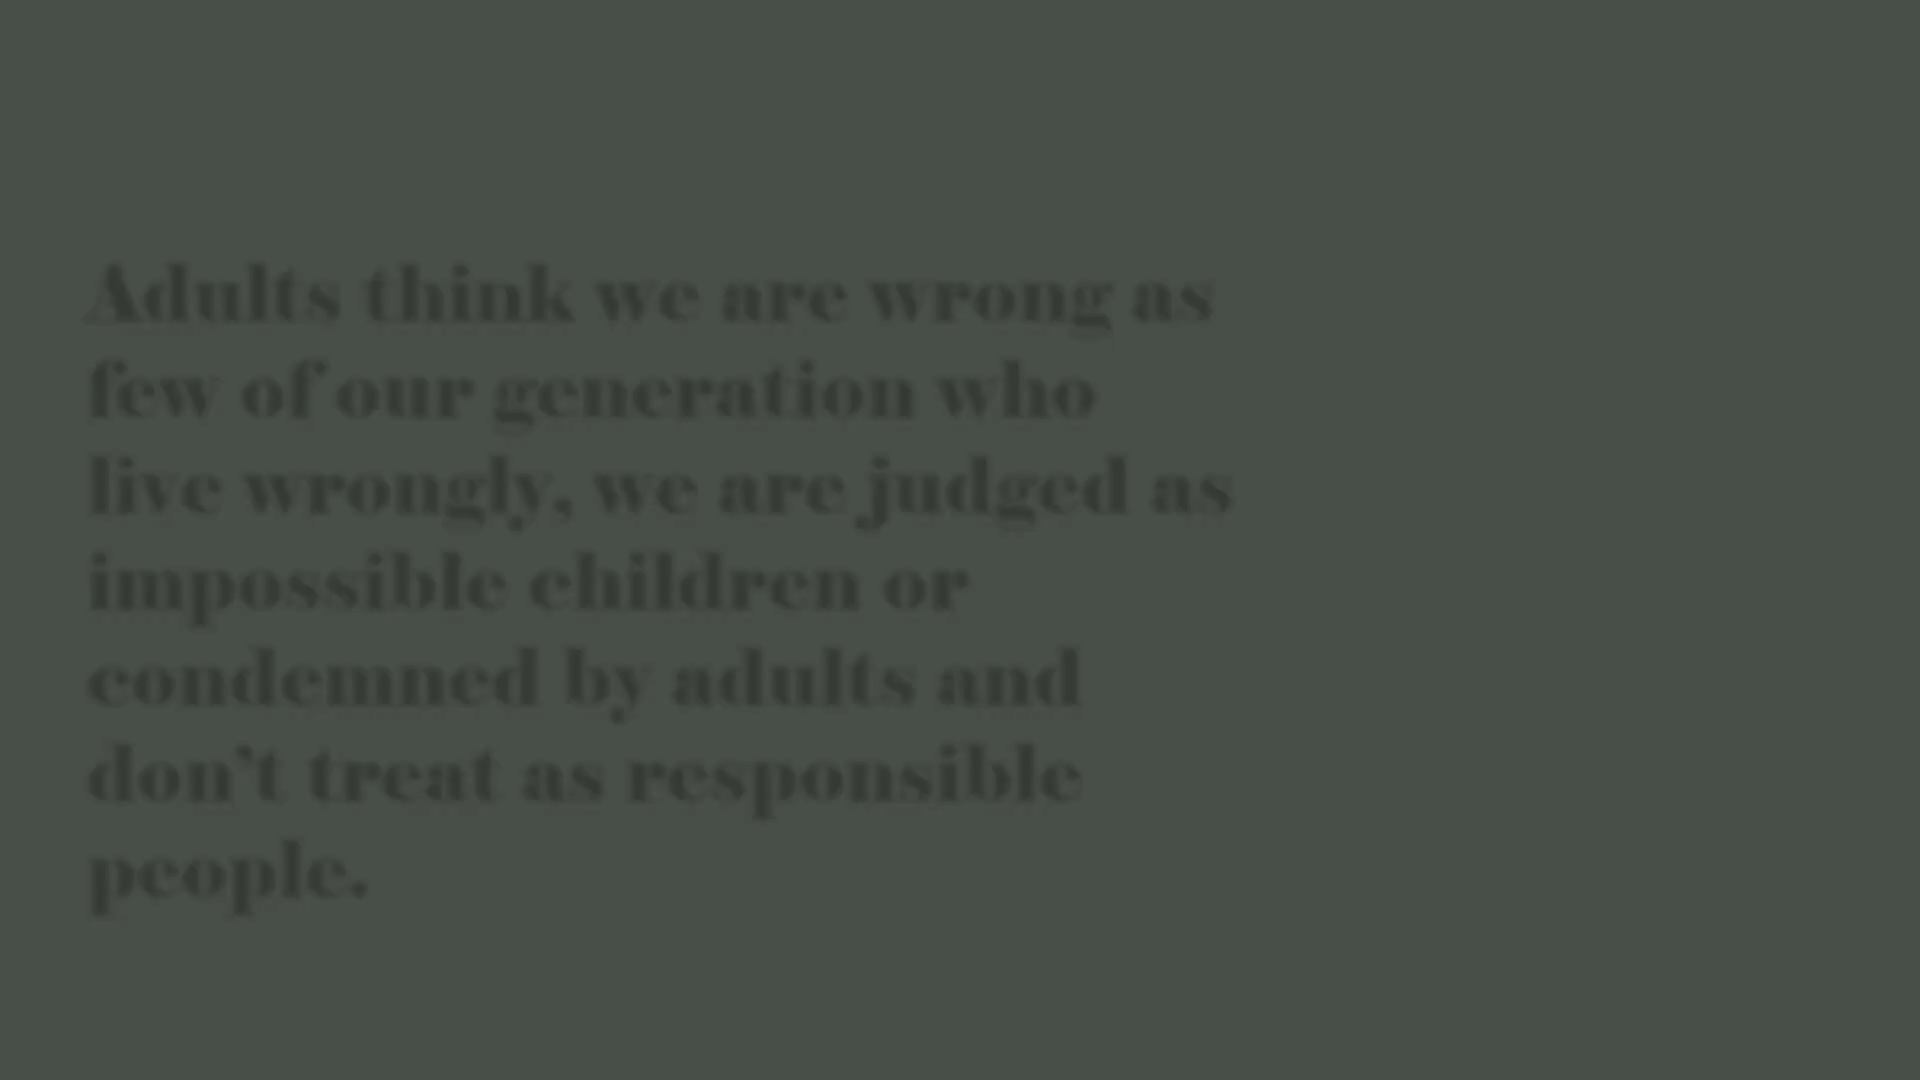 Adults think we are wrong as
few of our generation who
live wrongly, we are judged as
impossible children or
condemned by adults and
don’t treat as responsible
people.